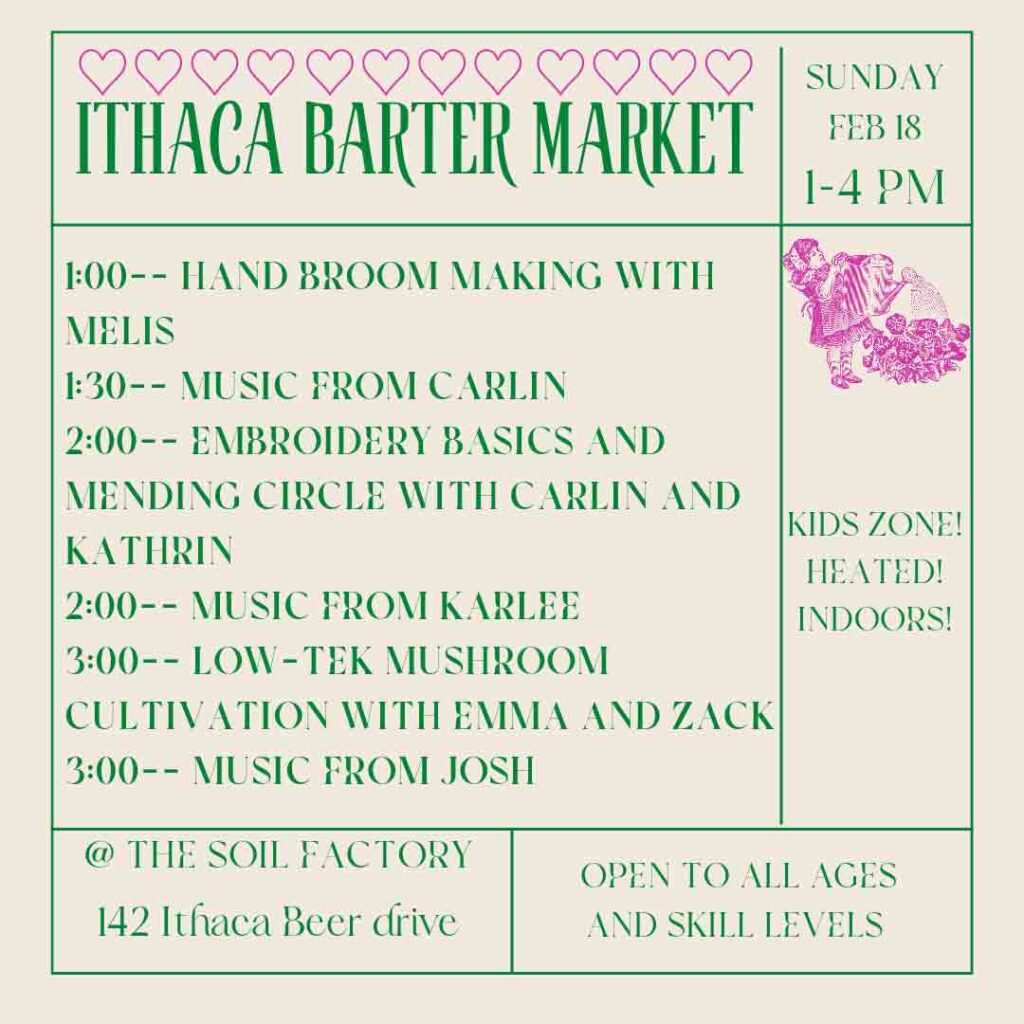 ITHACA BARTER MARKET
SUNDAY
FEB 18
1-4 PM
1:00-- HAND BROOM MAKING WITH
MELIS
1:30-- MUSIC FROM CARLIN
2:00-- EMBROIDERY BASICS AND
MENDING CIRCLE WITH CARLIN AND
KATHRIN
2:00-- MUSIC FROM KARLEE
3:00-- LOW-TEK MUSHROOM
CULTIVATION WITH EMMA AND ZACK
3:00-- MUSIC FROM JOSH
KIDS ZONE!
HEATED!
INDOORS!
@ THE SOIL FACTORY
142 Ithaca Beer drive
OPEN TO ALL AGES
AND SKILL LEVELS